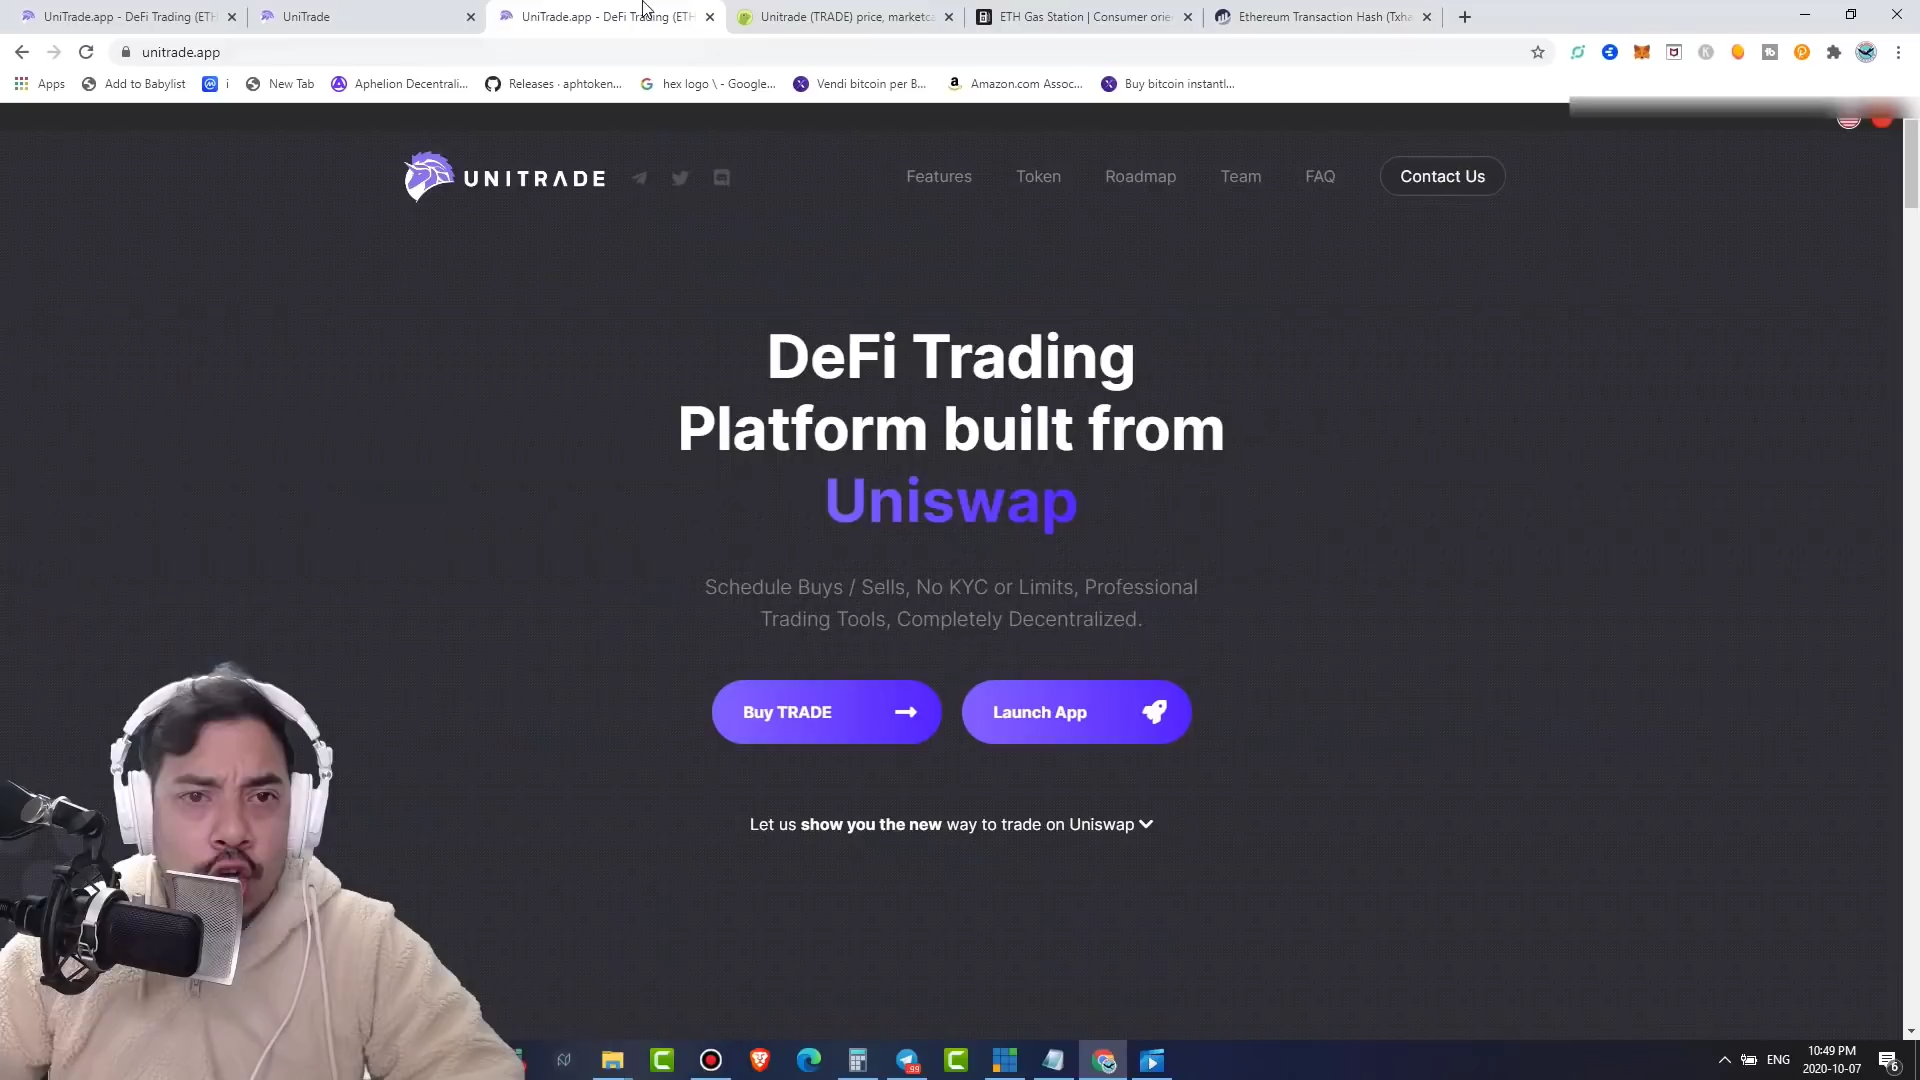 UniTrade.app - DeFi Trading (ETH
UniTrade
UniTrade.app - DeFi Trading (ETH
Unitrade (TRADE) price, marketca
ETH Gas Station | Consumer orie
Ethereum Transaction Hash (Txha
unitrade.app
Apps
Add to Babylist
i
New Tab
Aphelion Decentrali...
Releases · aphtoken...
hex logo \ - Google...
Vendi bitcoin per B...
Amazon.com Assoc...
Buy bitcoin instantl...
UNITRADE
Features
Token
Roadmap
Team
FAQ
Contact Us
DeFi Trading
Platform built from
Uniswap
Schedule Buys / Sells, No KYC or Limits, Professional
Trading Tools, Completely Decentralized.
Buy TRADE
Launch App
Let us show you the new way to trade on Uniswap
99
ENG
10:49 PM
2020-10-07
6